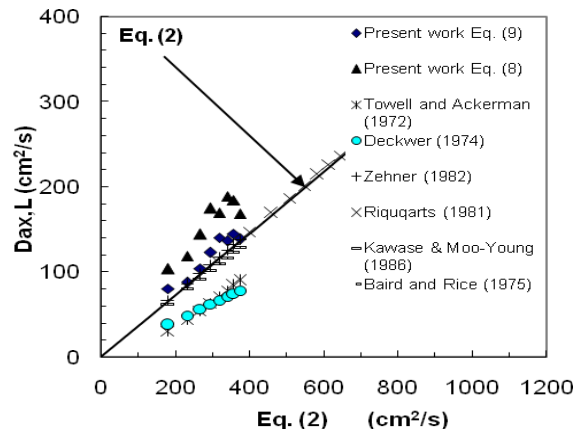 400
300
200
100
0
Dax,L (cm²/s)
Eq. (2)
Present work Eq. (9)
Present work Eq. (8)
Towell and Ackerman
(1972)
Deckwer (1974)
Zehner (1982)
Riquqarts (1981)
Kawase & Moo-Young
(1986)
Baird and Rice (1975)
0 200 400 600 800 1000 1200
Eq. (2) (cm²/s)